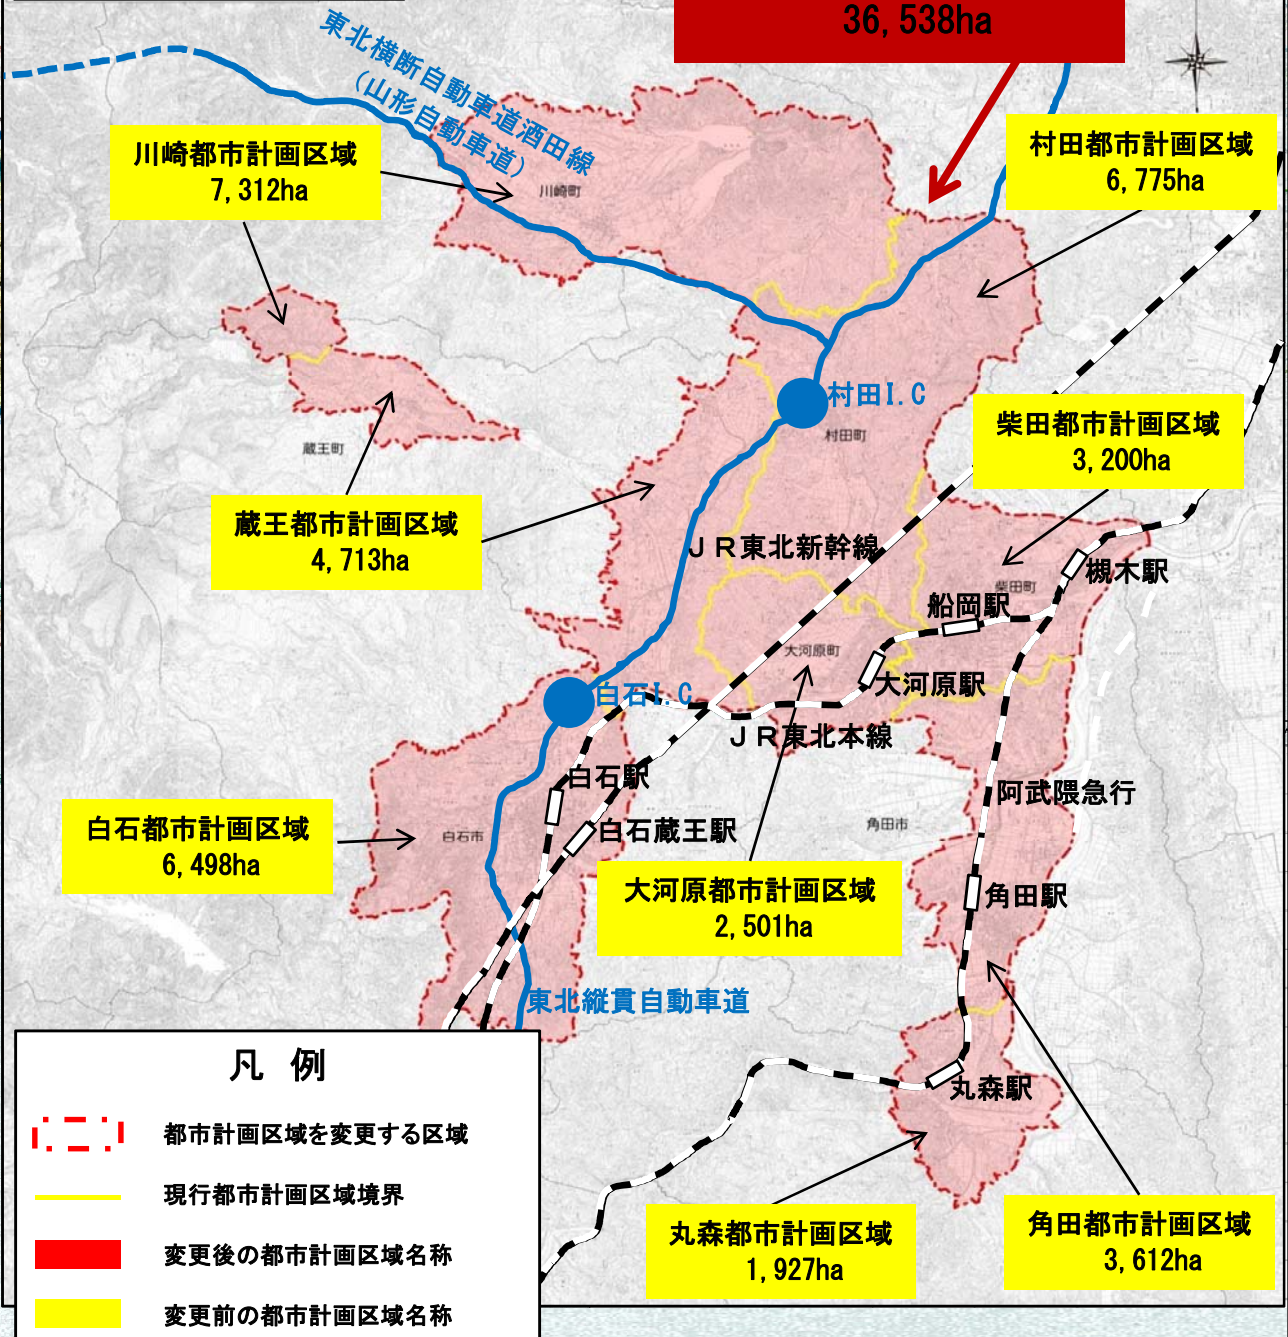 36,538ha
東北横断自動車道酒田線
(山形自動車道)
川崎都市計画区域
7,312ha
村田都市計画区域
6,775ha
川崎町
村田I.C
村田町
柴田都市計画区域
3,200ha
蔵王町
蔵王都市計画区域
4,713ha
JR東北新幹線
槻木駅
柴田町
船岡駅
大河原町
大河原駅
白石I.C
JR東北本線
白石駅
阿武隈急行
白石蔵王駅
角田市
白石都市計画区域
6,498ha
白石市
大河原都市計画区域
2,501ha
角田駅
東北縦貫自動車道
丸森駅
凡 例
都市計画区域を変更する区域
現行都市計画区域境界
変更後の都市計画区域名称
変更前の都市計画区域名称
丸森都市計画区域
1,927ha
角田都市計画区域
3,612ha